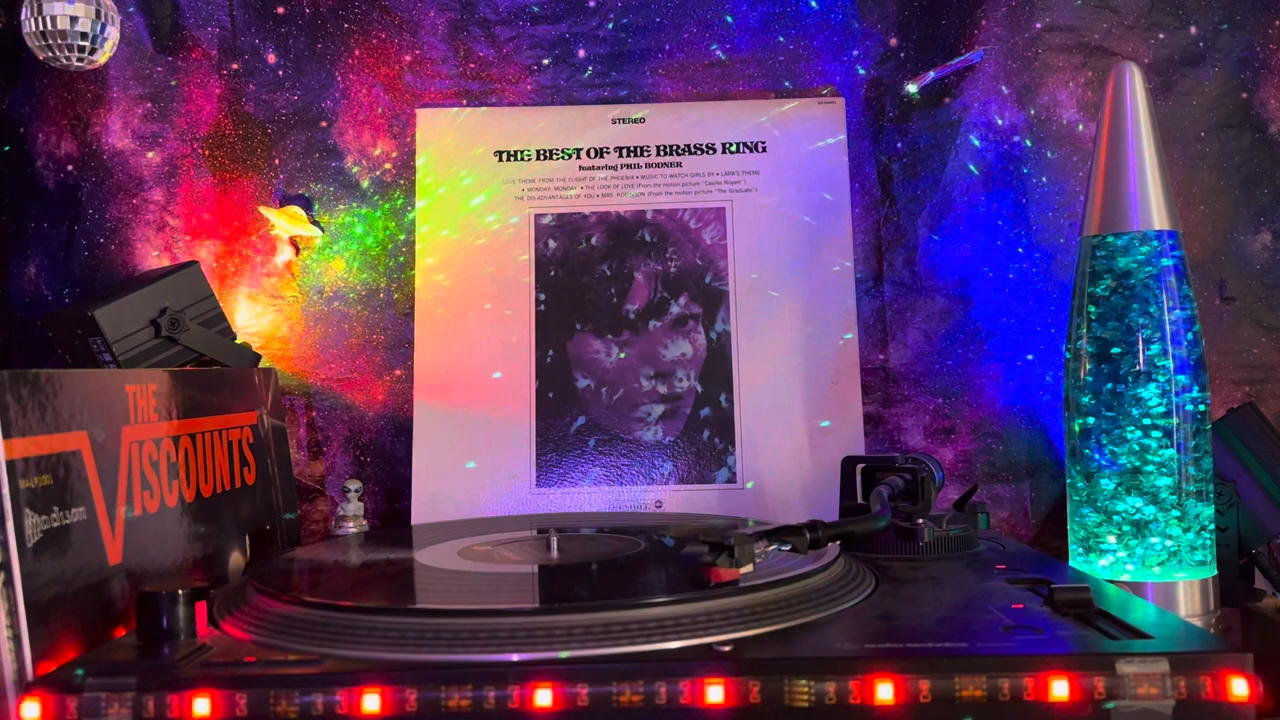 STEREO
THE BEST OF THE BRASS RING
featuring PHIL BODNER
LOVE THEME FROM THE FLIGHT OF THE PHOENIX • MUSIC TO WATCH GIRLS BY • LARA'S THEME
• MONDAY, MONDAY • THE LOOK OF LOVE (From the motion picture "Casino Royale")
THE DIS-ADVANTAGES OF YOU • MRS. ROBINSON (From the motion picture "The Graduate")
THE
VISCOUNTS
Madison